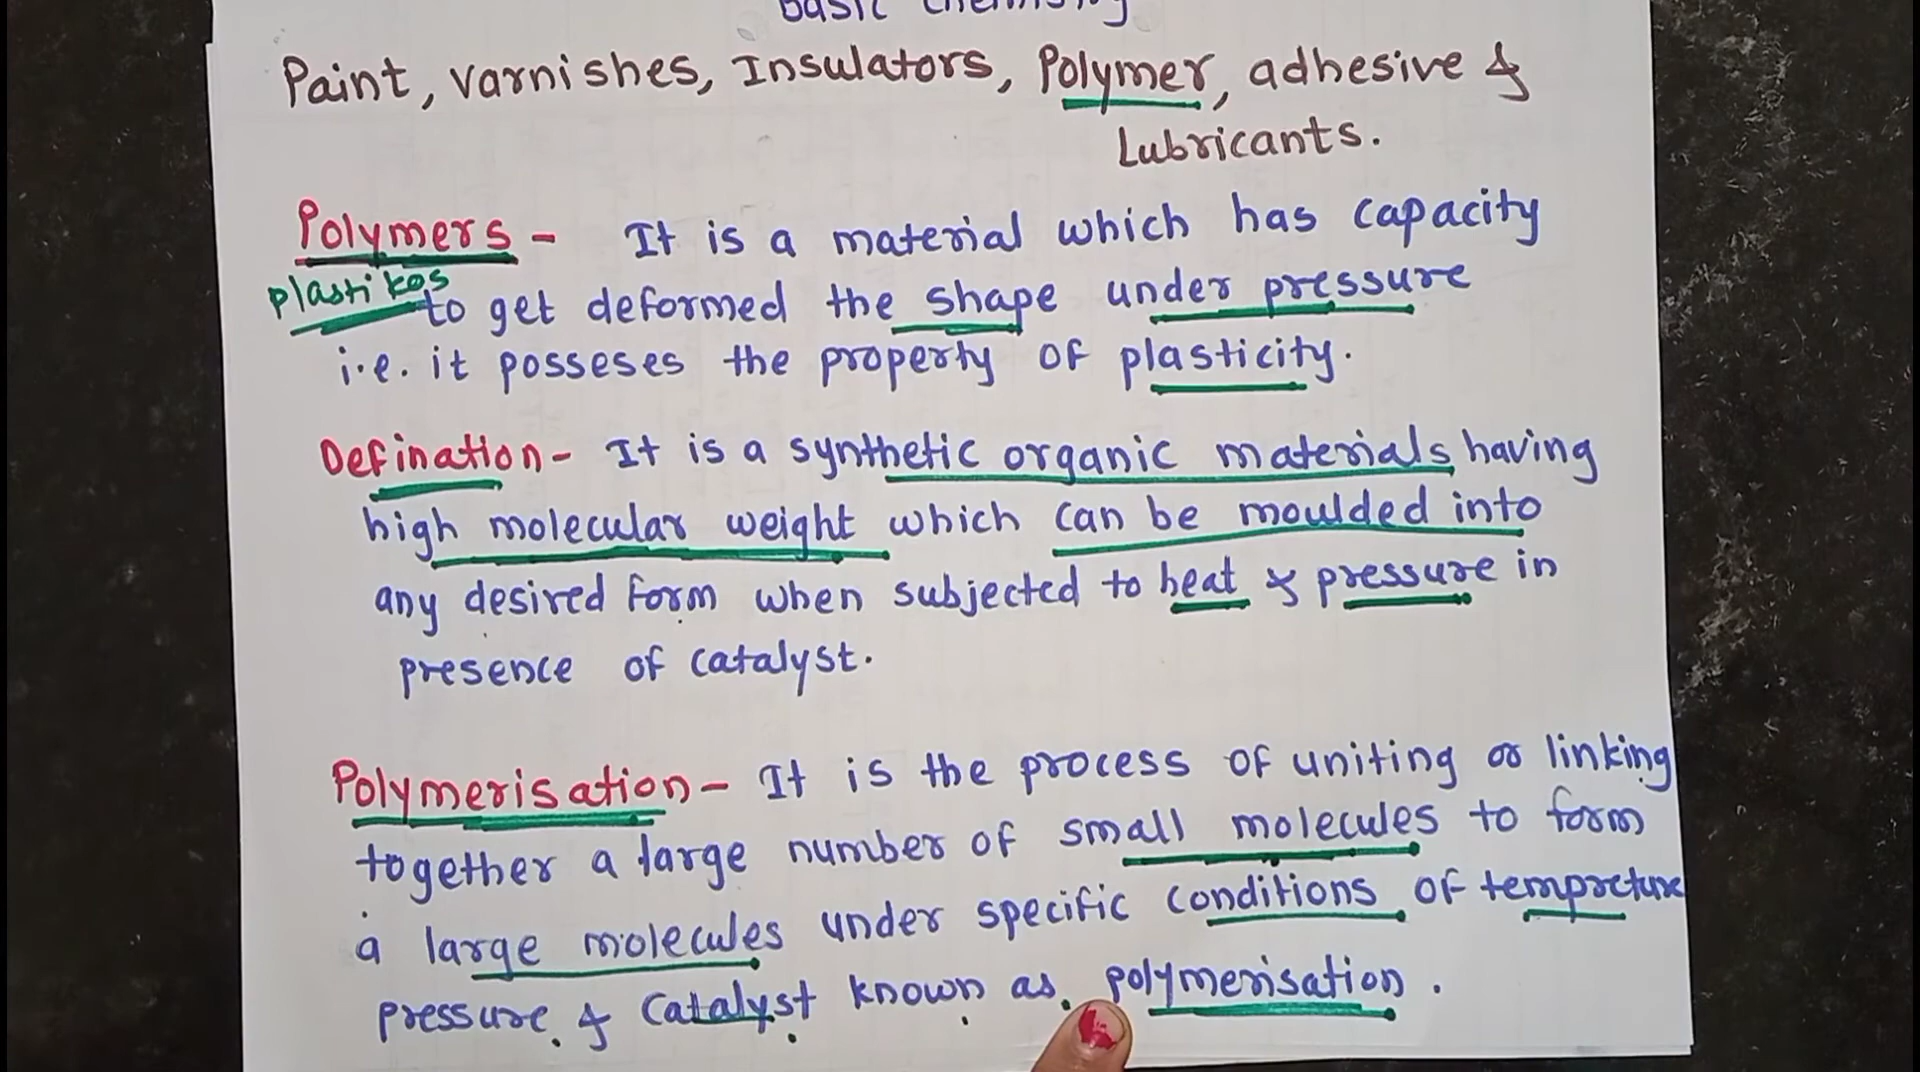 Basic Chemistry
Paint, varnishes, Insulators, Polymer, adhesive &
Lubricants.
Polymers - It is a material which has capacity
plastikos
to get deformed the shape under pressure
i.e. it posseses the property of plasticity.
Defination - It is a synthetic organic materials having
high molecular weight which can be moulded into
any desired form when subjected to heat & pressure in
presence of catalyst.
Polymerisation - It is the process of uniting or linking
together a large number of small molecules to form
a large molecules under specific conditions of tempreture
pressure & catalyst known as polymerisation.